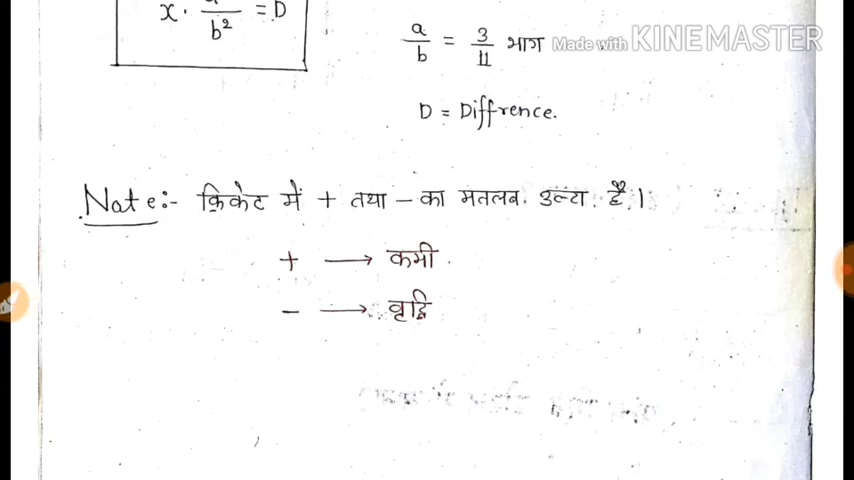 x · a/b² = D
a/b = 3/11 भाग
Made with KINEMASTER
D = Diffrence.
Note:- क्रिकेट में + तथा - का मतलब उल्टा है।
+ → कमी
- → वृद्धि